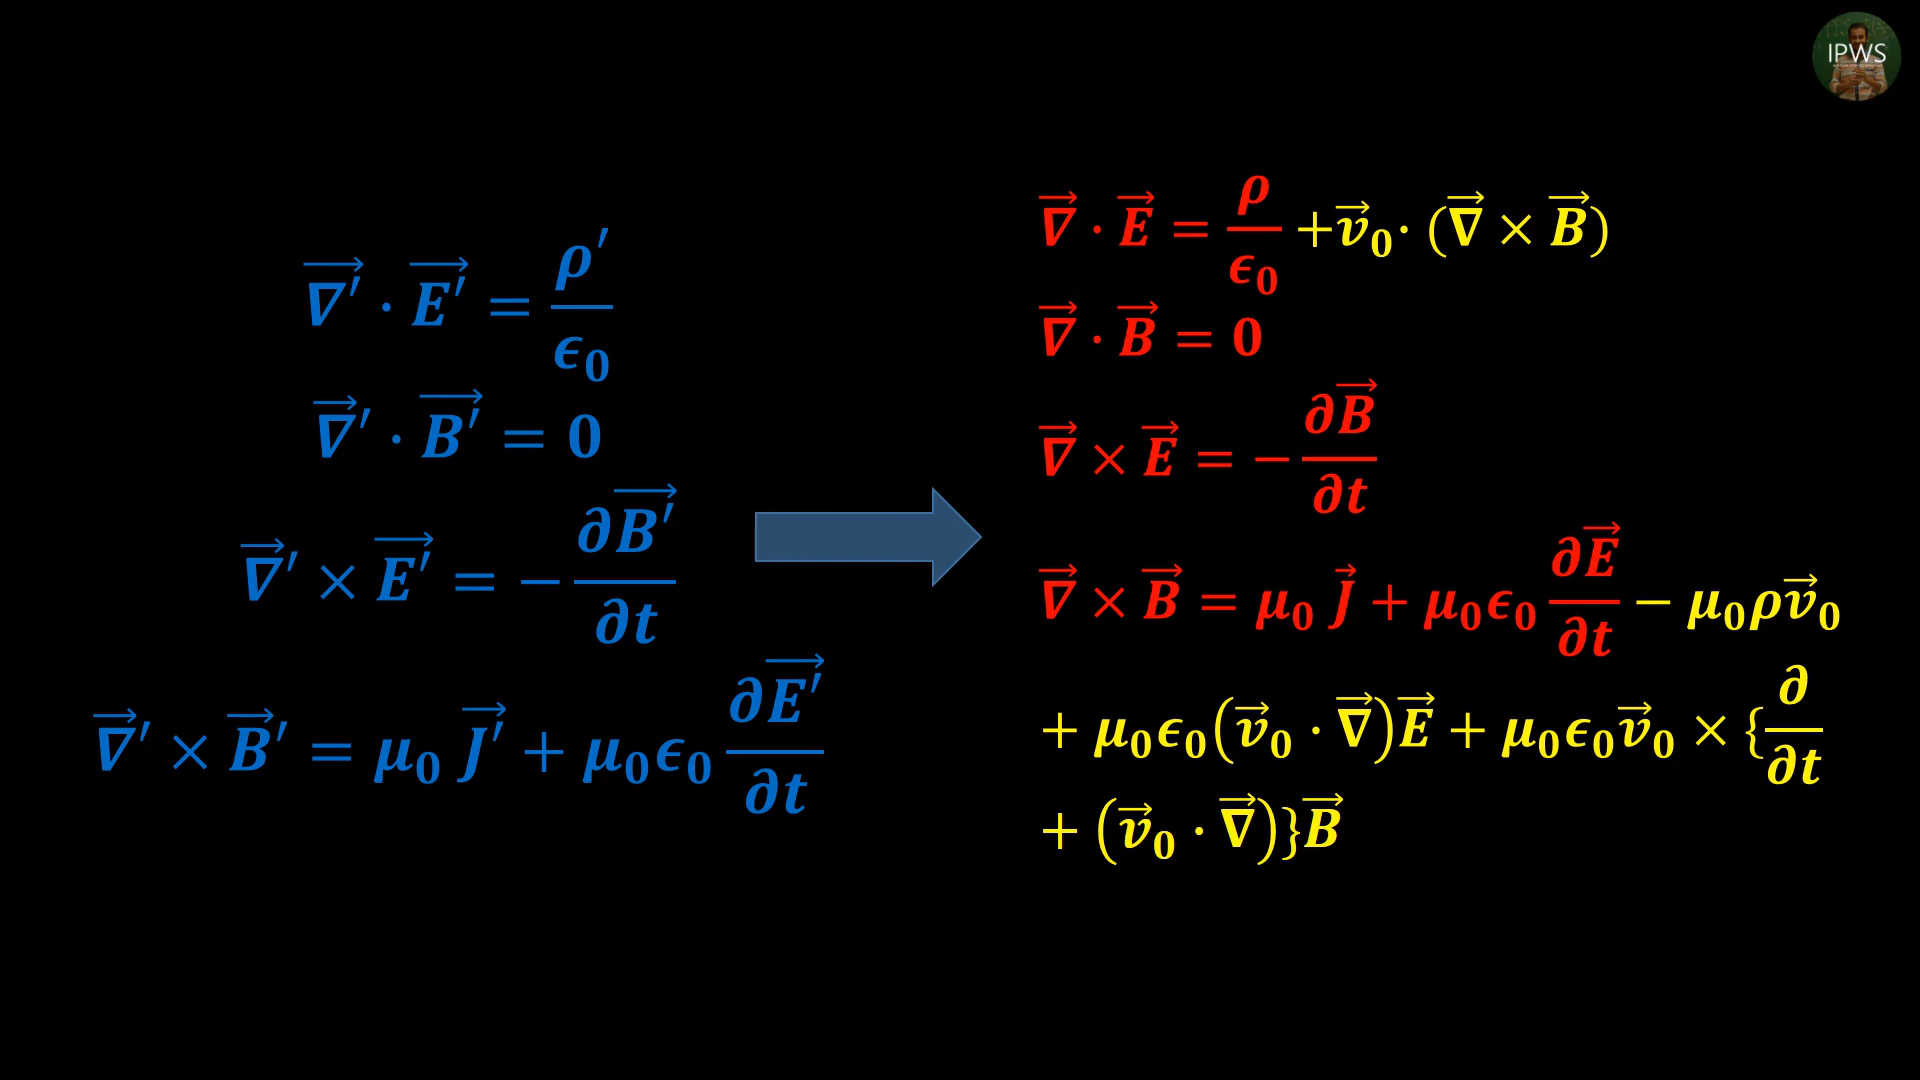 IPWS
∇⃗′ · E⃗′ = ρ′/ϵ₀
∇⃗′ · B⃗′ = 0
∇⃗′ × E⃗′ = − ∂B⃗′/∂t
∇⃗′ × B⃗′ = μ₀ J⃗′ + μ₀ϵ₀ ∂E⃗′/∂t
∇⃗ · E⃗ = ρ/ϵ₀ + v⃗₀ · (∇⃗ × B⃗)
∇⃗ · B⃗ = 0
∇⃗ × E⃗ = − ∂B⃗/∂t
∇⃗ × B⃗ = μ₀ J⃗ + μ₀ϵ₀ ∂E⃗/∂t − μ₀ρv⃗₀
+ μ₀ϵ₀(v⃗₀ · ∇⃗)E⃗ + μ₀ϵ₀v⃗₀ × {∂/∂t
+ (v⃗₀ · ∇⃗)}B⃗